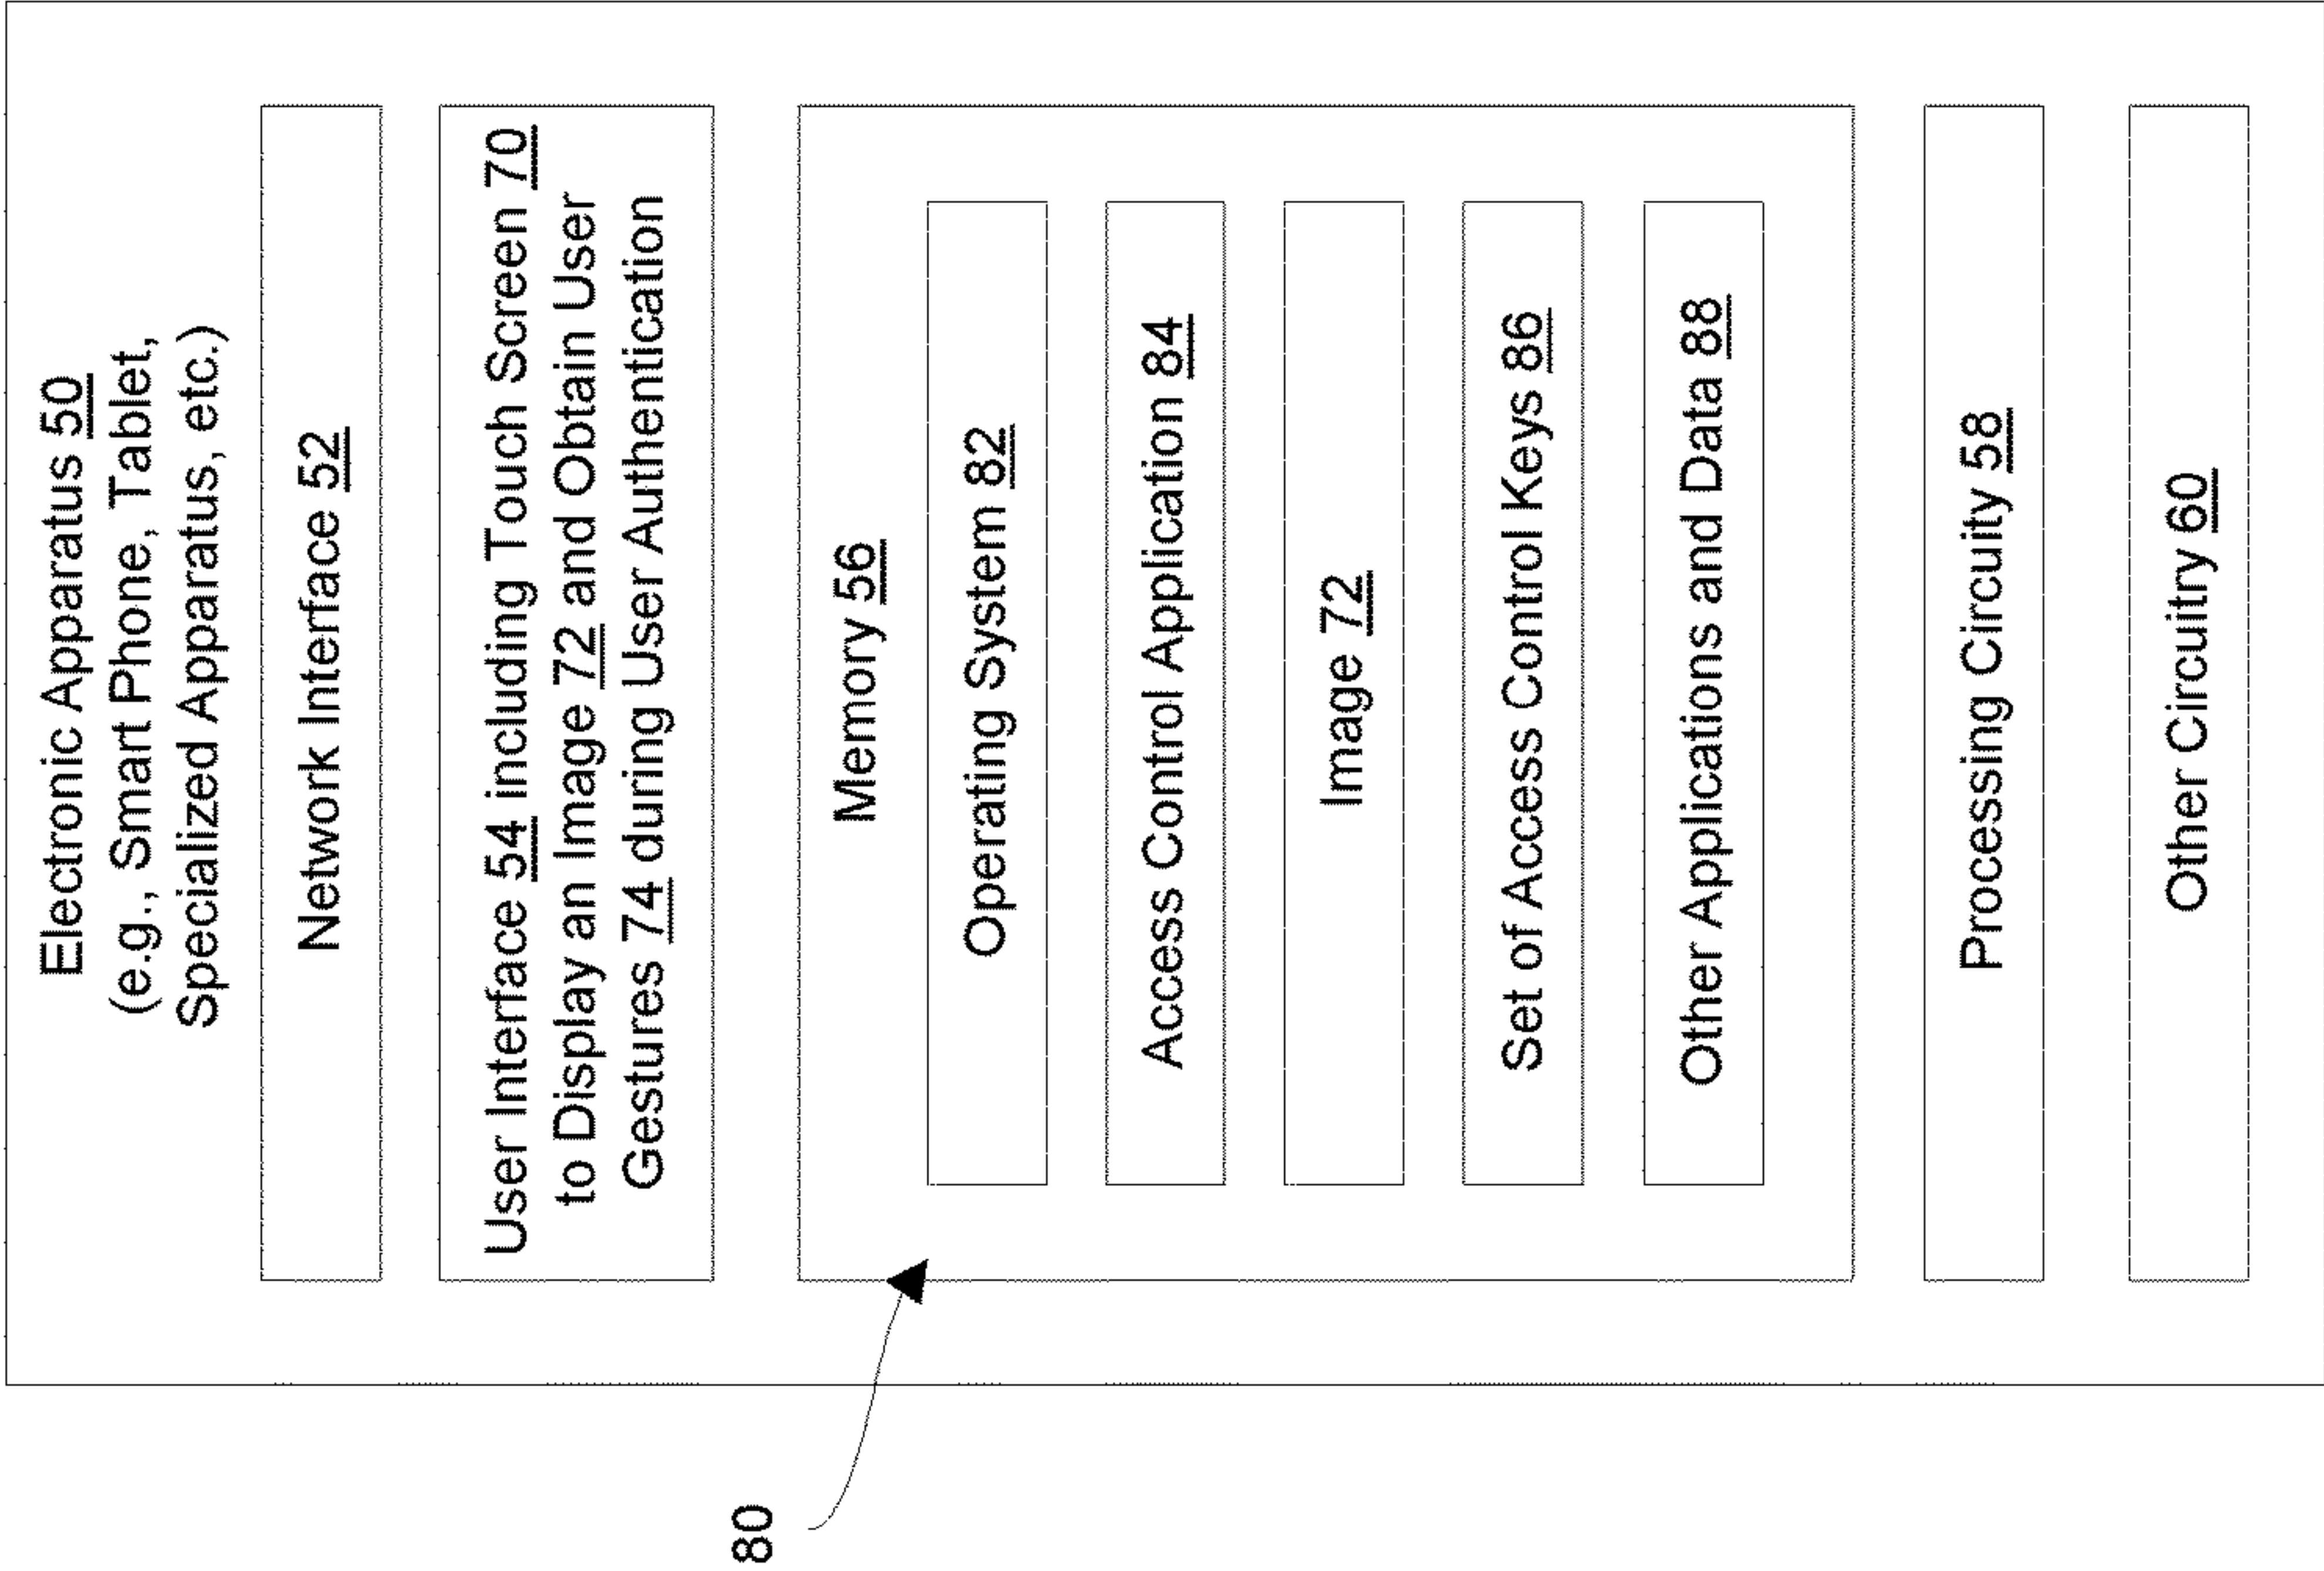 Electronic Apparatus 50
(e.g., Smart Phone, Tablet,
Specialized Apparatus, etc.)
Network Interface 52
User Interface 54 including Touch Screen 70
to Display an Image 72 and Obtain User
Gestures 74 during User Authentication
80
Memory 56
Operating System 82
Access Control Application 84
Image 72
Set of Access Control Keys 86
Other Applications and Data 88
Processing Circuity 58
Other Circuitry 60